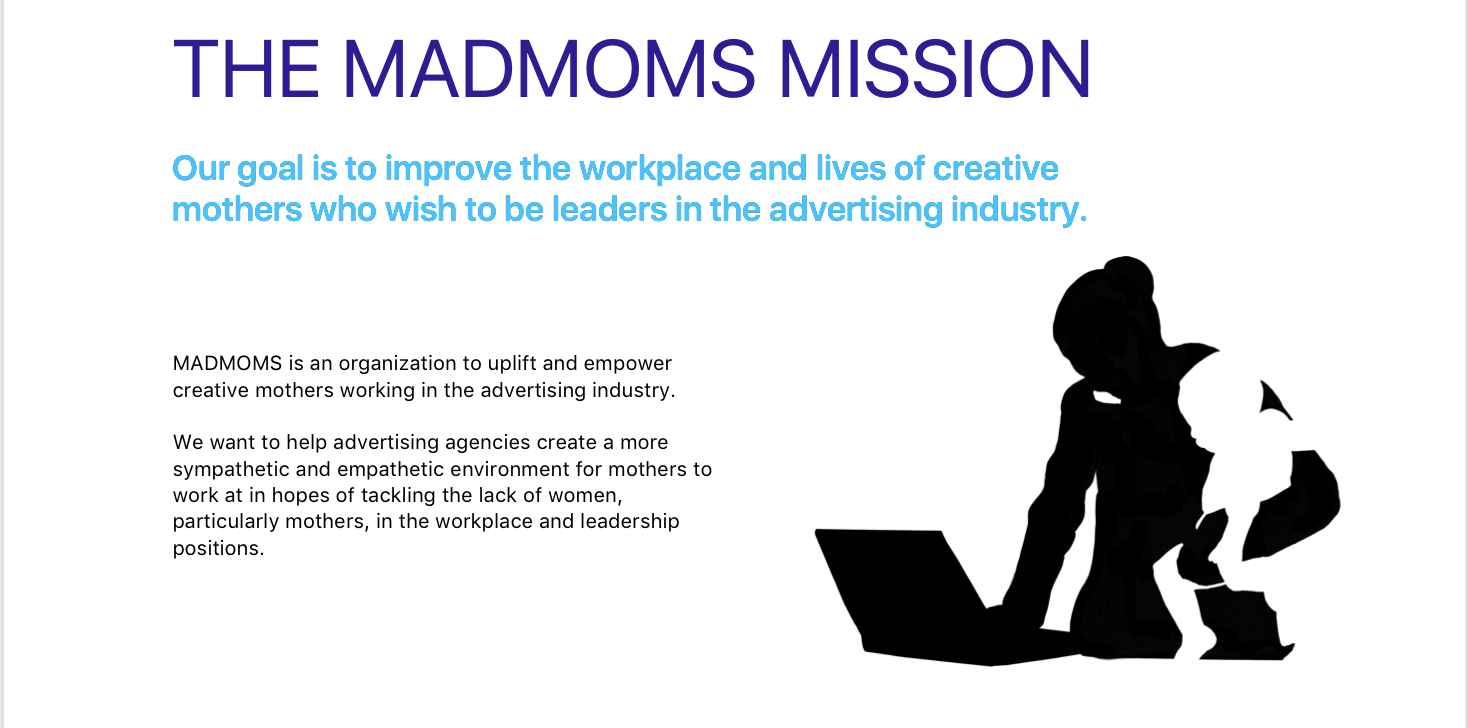 THE MADMOMS MISSION
Our goal is to improve the workplace and lives of creative
mothers who wish to be leaders in the advertising industry.
MADMOMS is an organization to uplift and empower
creative mothers working in the advertising industry.
We want to help advertising agencies create a more
sympathetic and empathetic environment for mothers to
work at in hopes of tackling the lack of women,
particularly mothers, in the workplace and leadership
positions.